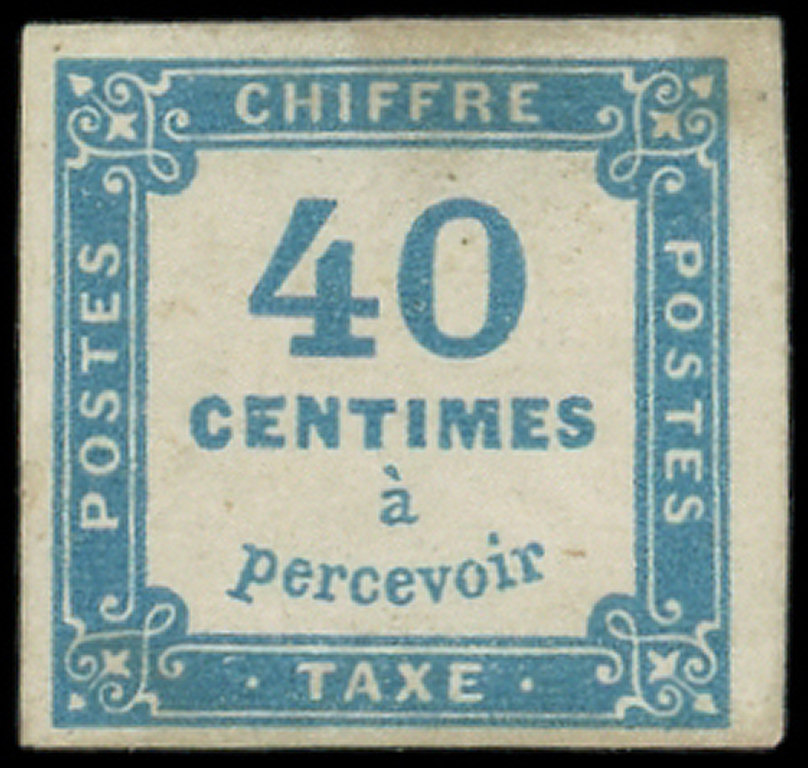 CHIFFRE
POSTES
40
CENTIMES
à
percevoir
POSTES
TAXE